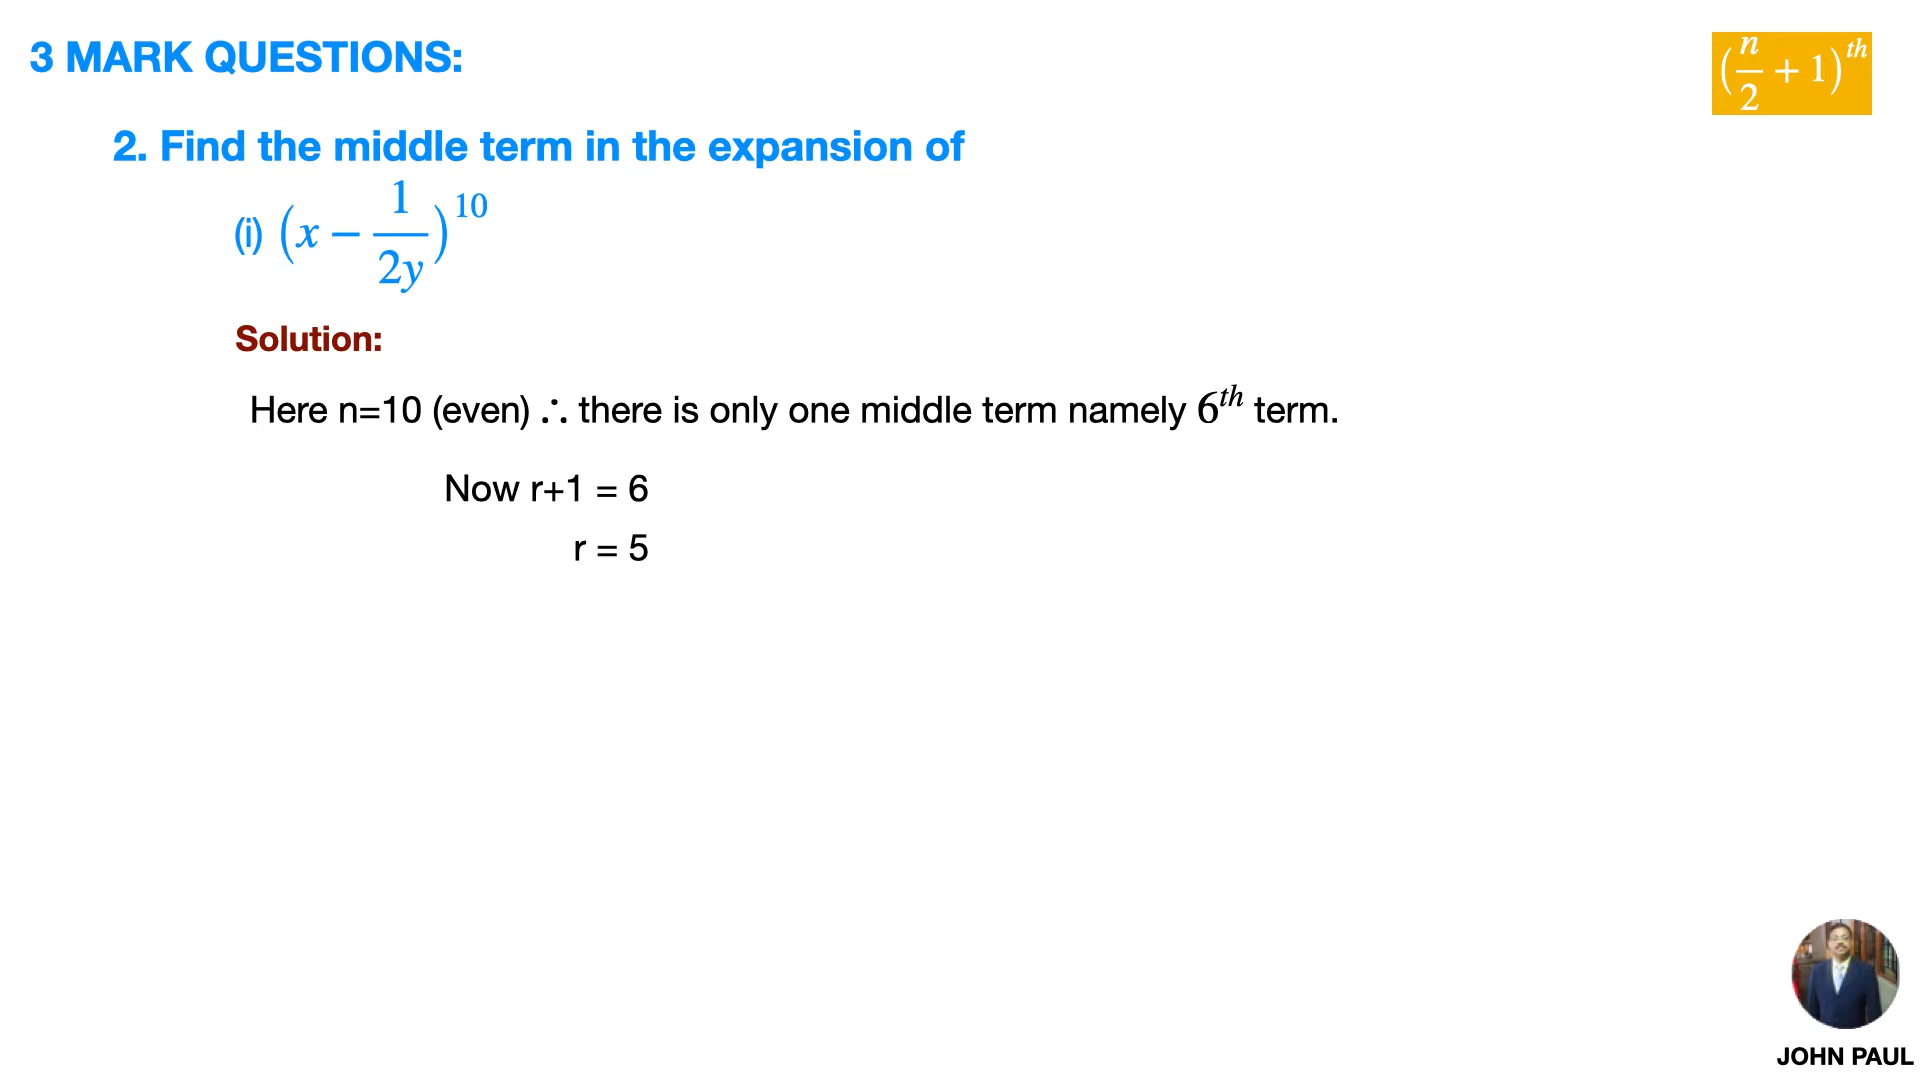 3 MARK QUESTIONS:
(n/2 + 1)^th
2. Find the middle term in the expansion of
(i) (x − 1/2y)^10
Solution:
Here n=10 (even) ∴ there is only one middle term namely 6^th term.
Now r+1 = 6
r = 5
JOHN PAUL